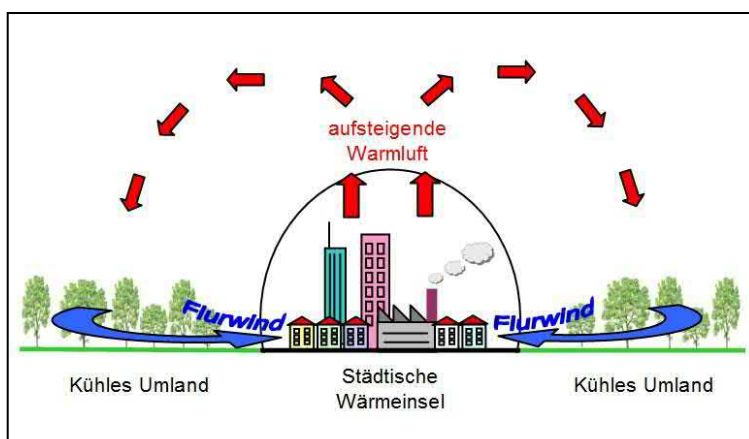 aufsteigende
Warmluft
Flurwind
Flurwind
Kühles Umland
Städtische
Wärmeinsel
Kühles Umland